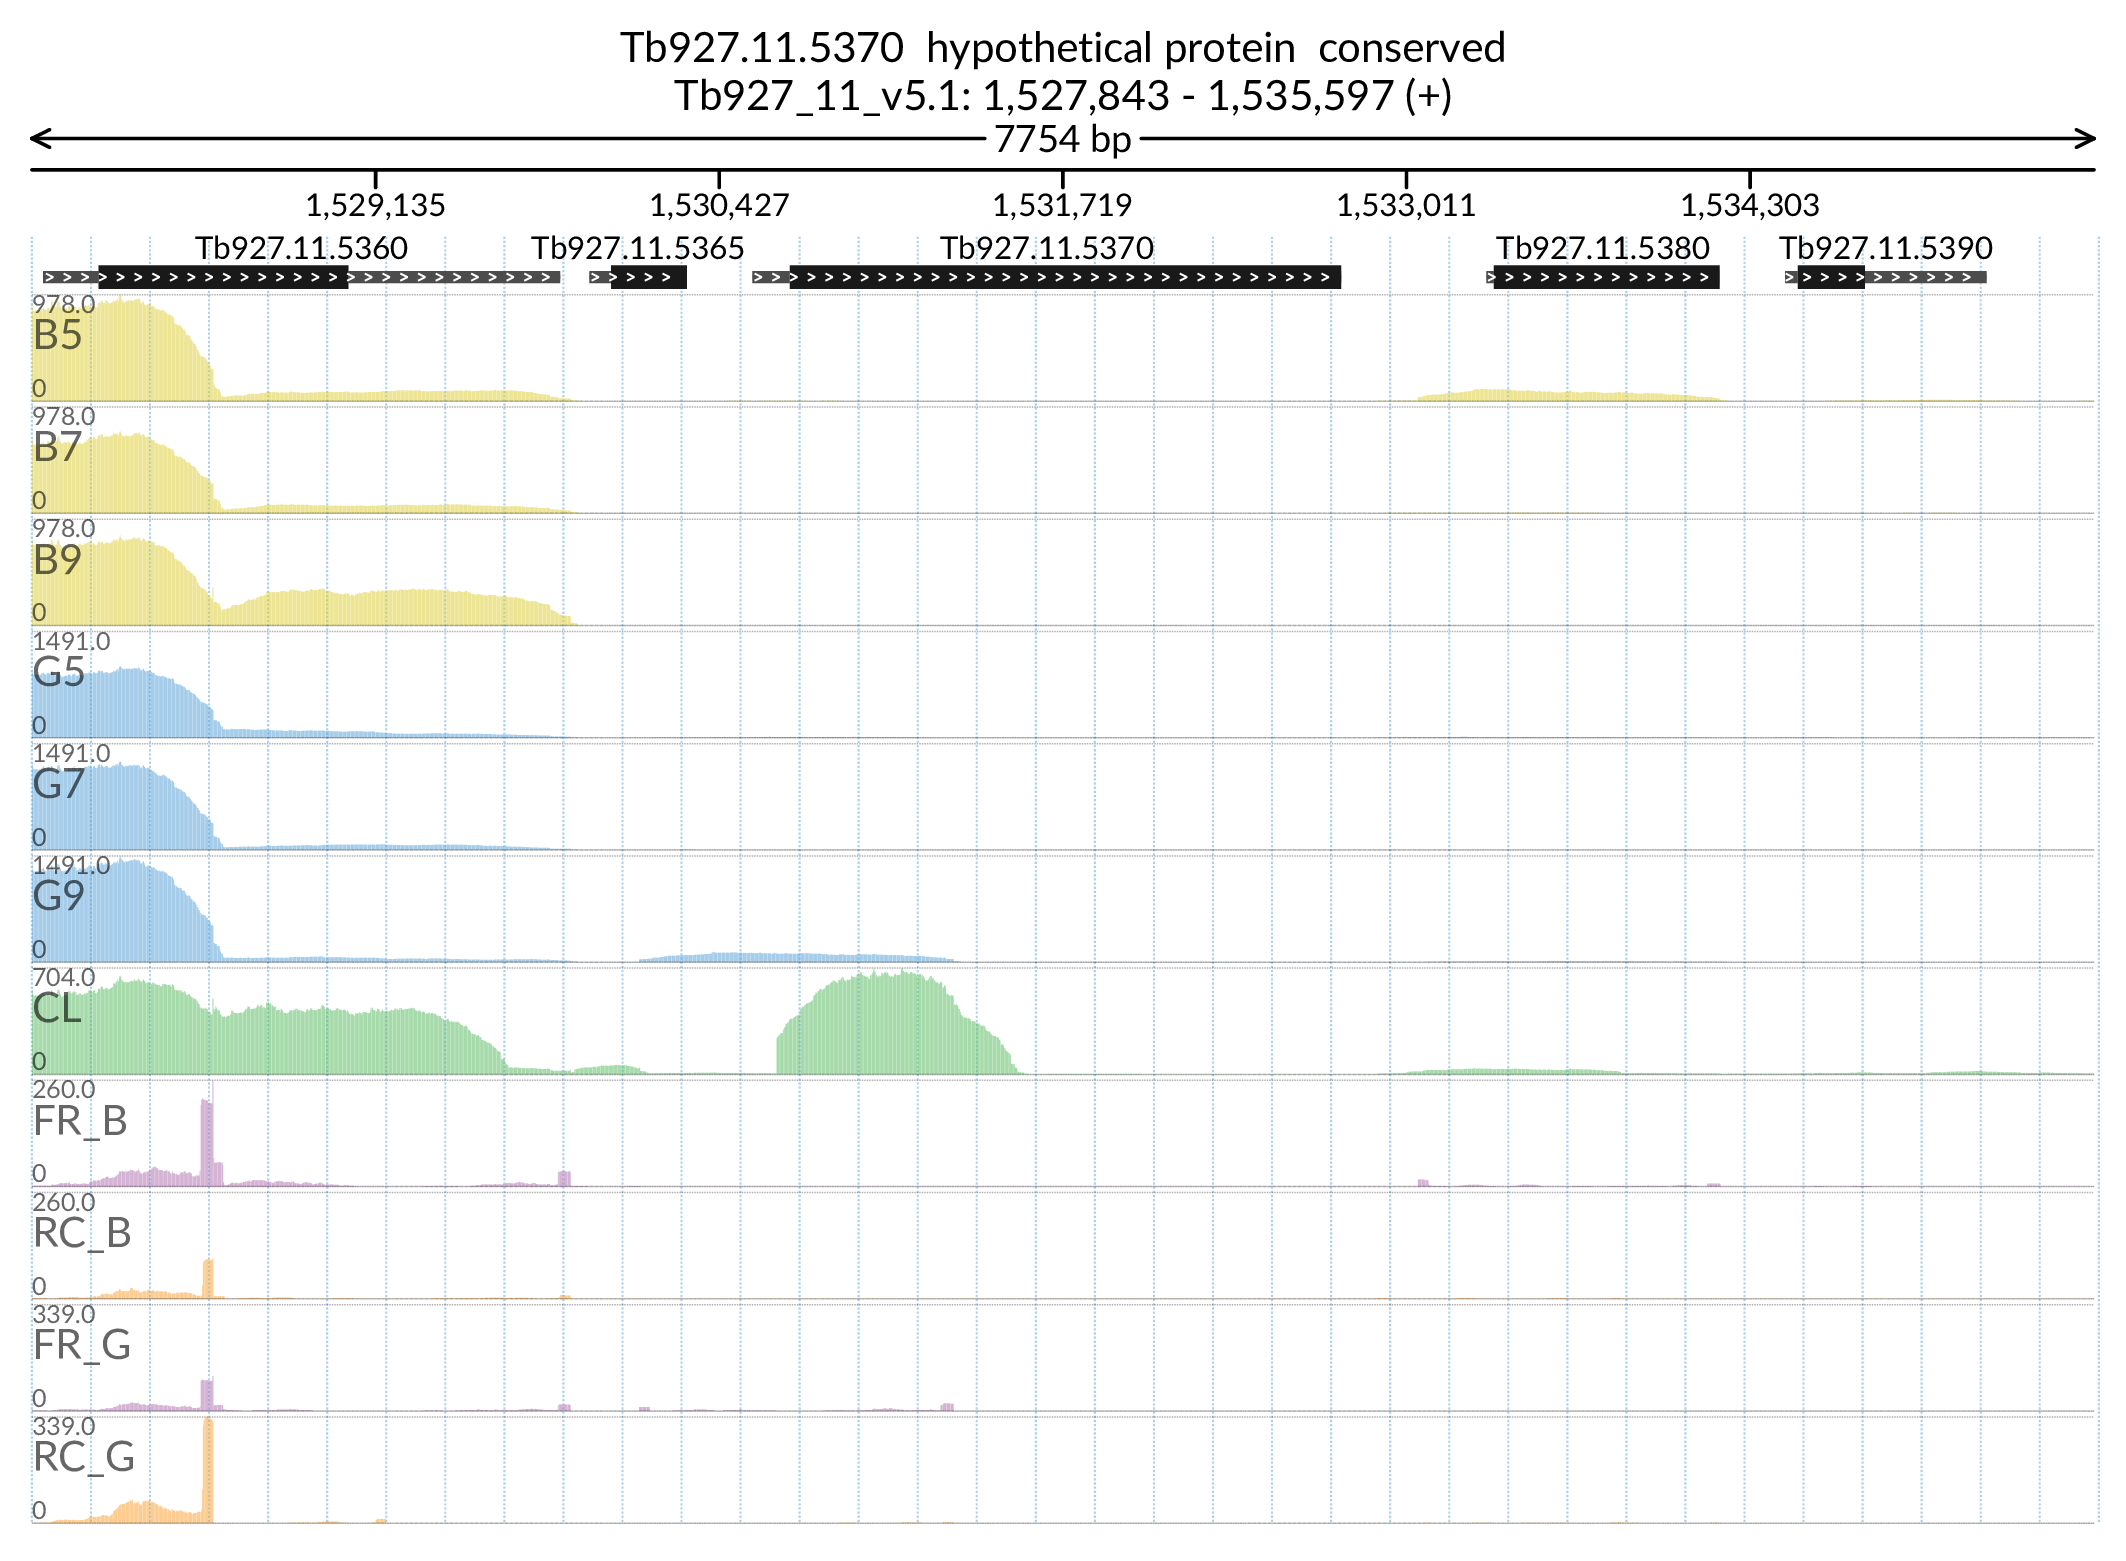 Tb927.11.5370  hypothetical protein  conserved
Tb927_11_v5.1: 1,527,843 - 1,535,597 (+)
7754 bp
1,529,135 1,530,427 1,531,719 1,533,011 1,534,303
Tb927.11.5360 Tb927.11.5365 Tb927.11.5370 Tb927.11.5380 Tb927.11.5390
978.0
B5
0
978.0
B7
0
978.0
B9
0
1491.0
G5
0
1491.0
G7
0
1491.0
G9
0
704.0
CL
0
260.0
FR_B
0
260.0
RC_B
0
339.0
FR_G
0
339.0
RC_G
0